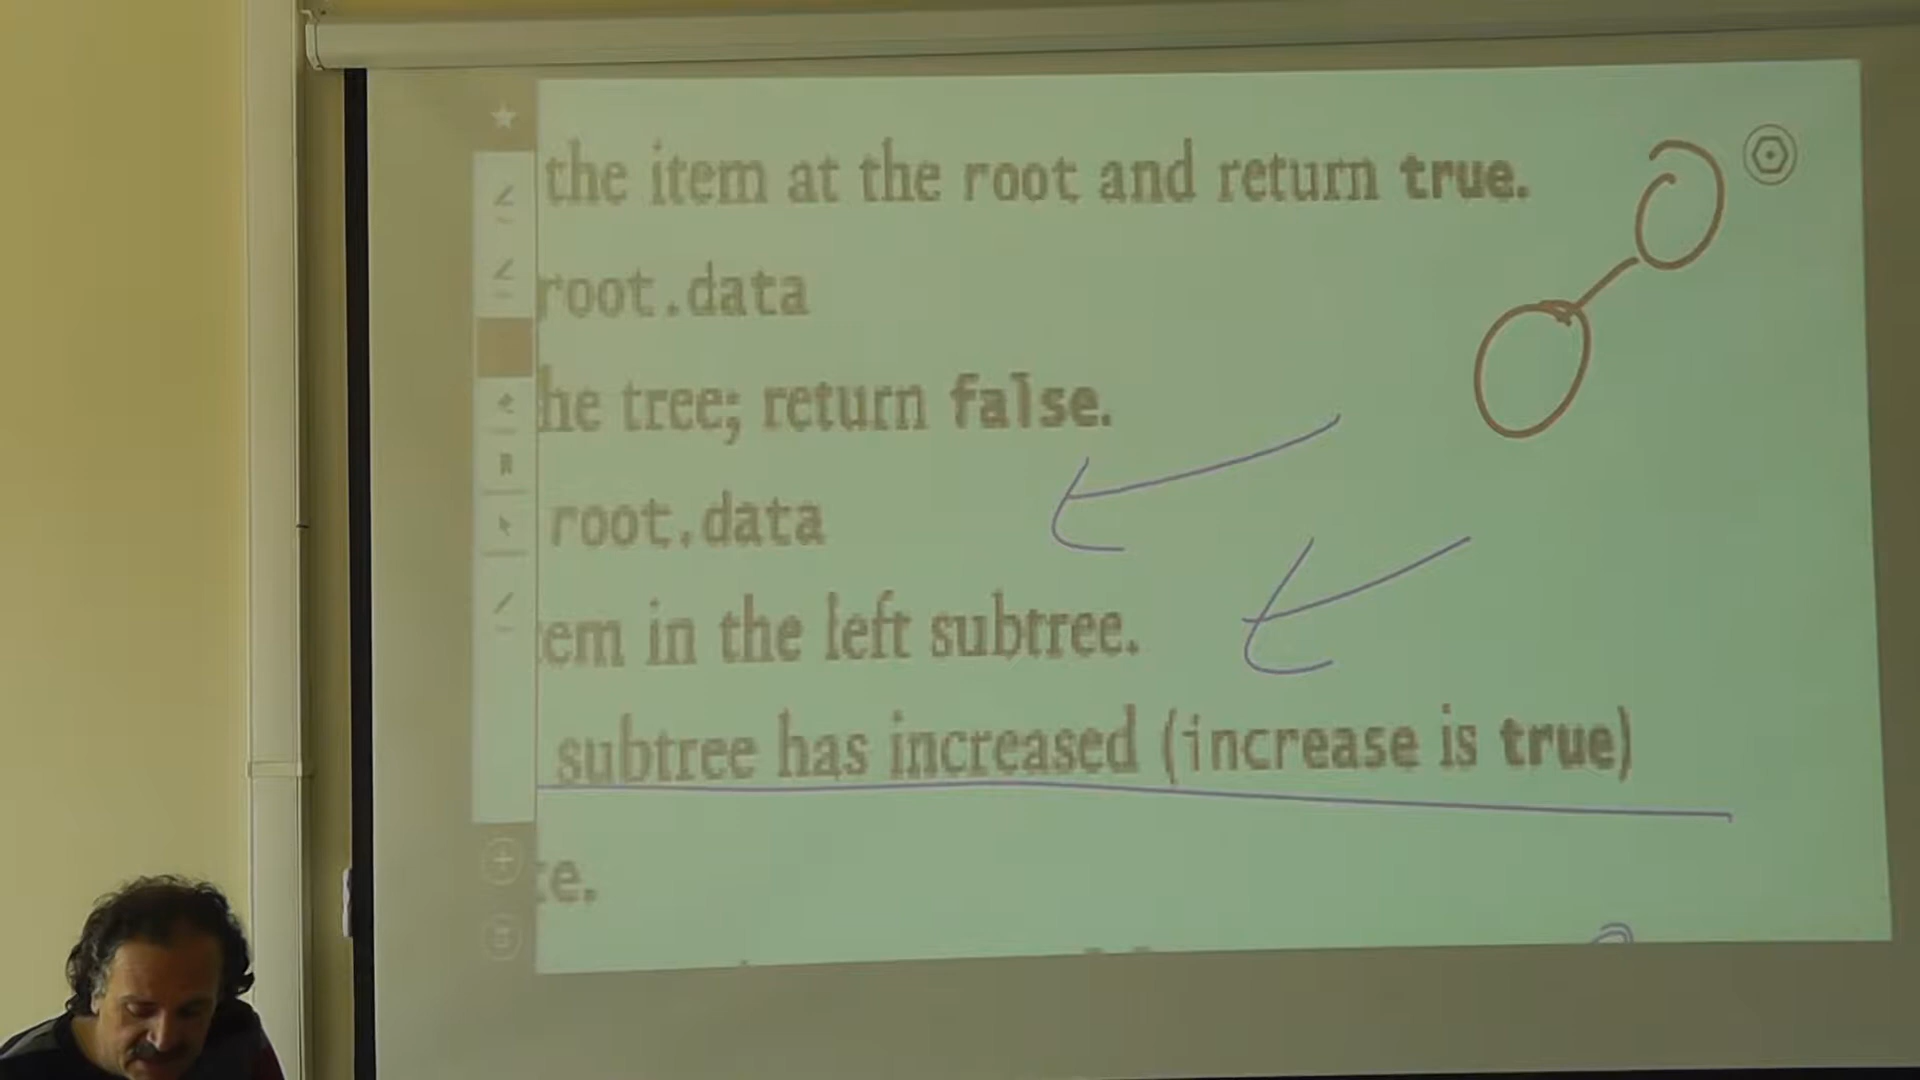 the item at the root and return true.
root.data
he tree; return false.
root.data
em in the left subtree.
subtree has increased (increase is true)
e.